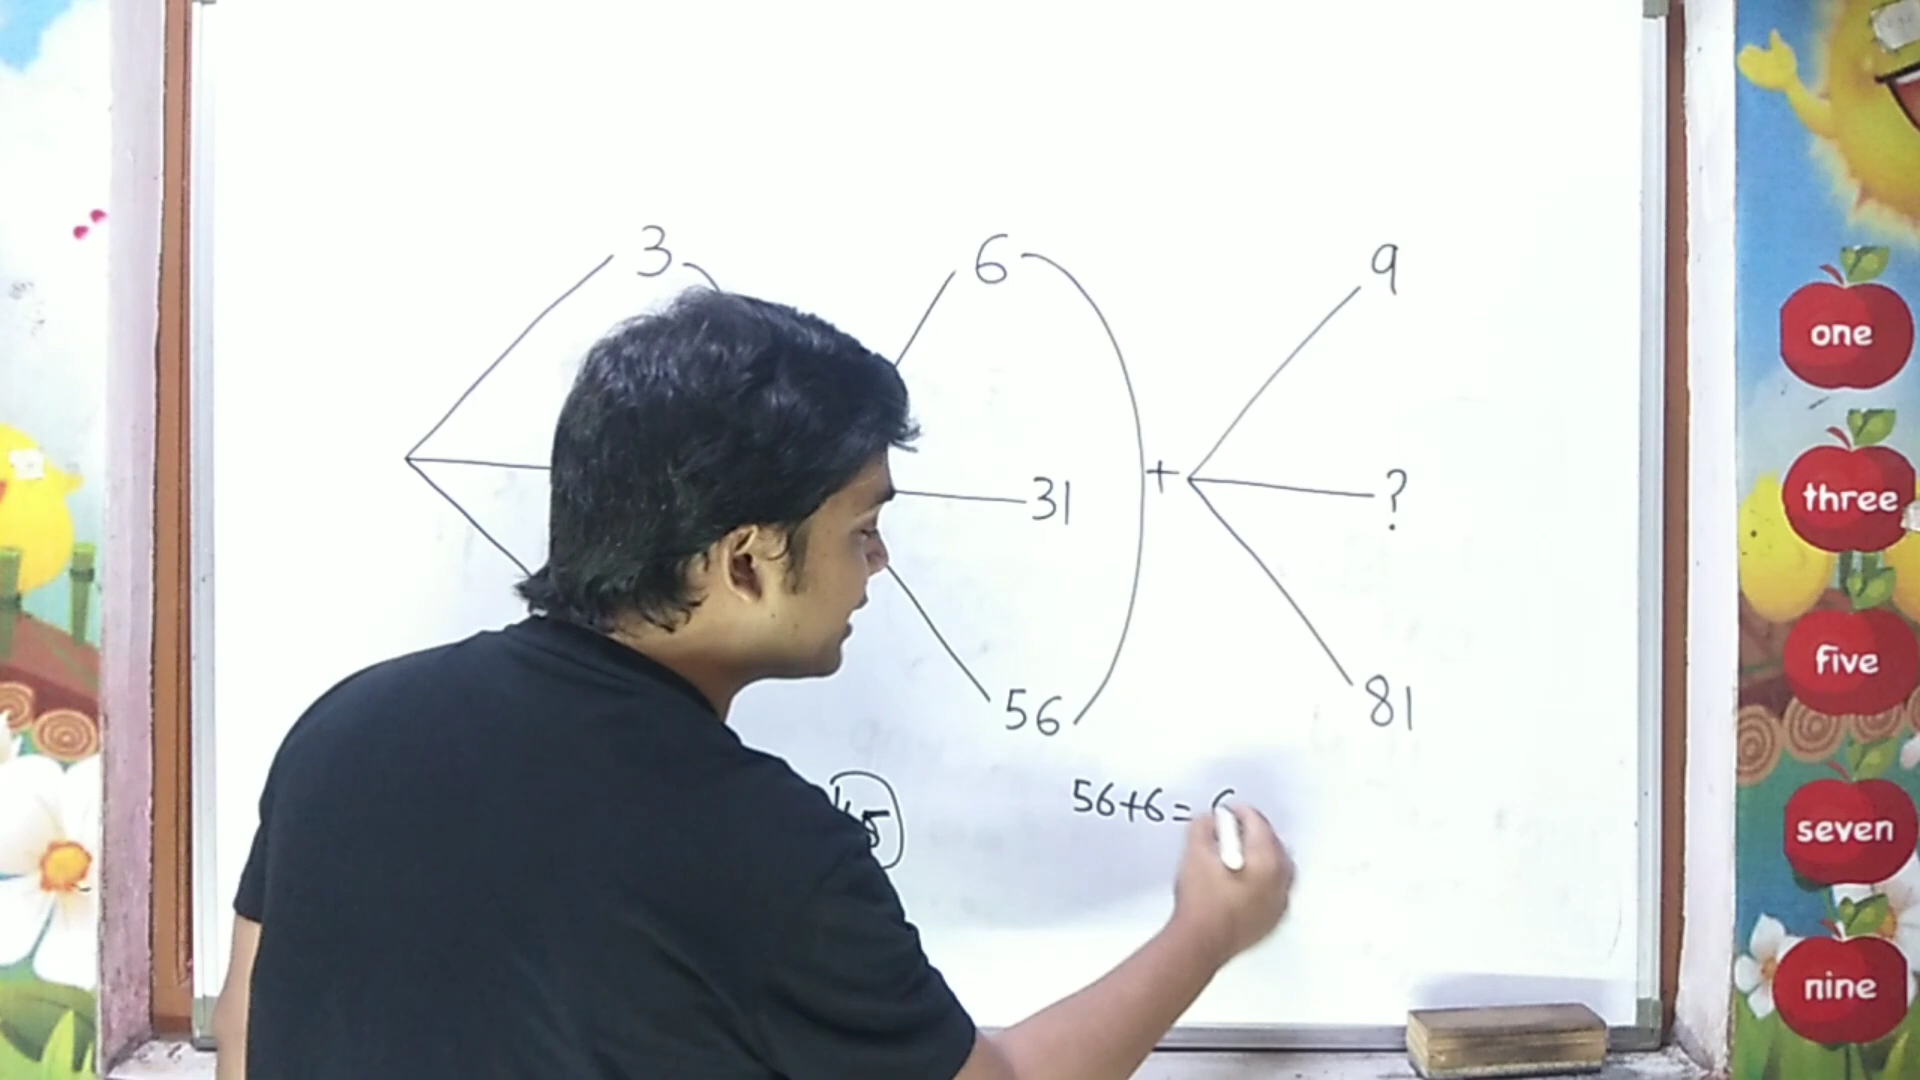 3 6 9
+
31 ?
56 81
56+6=
one
three
five
seven
nine